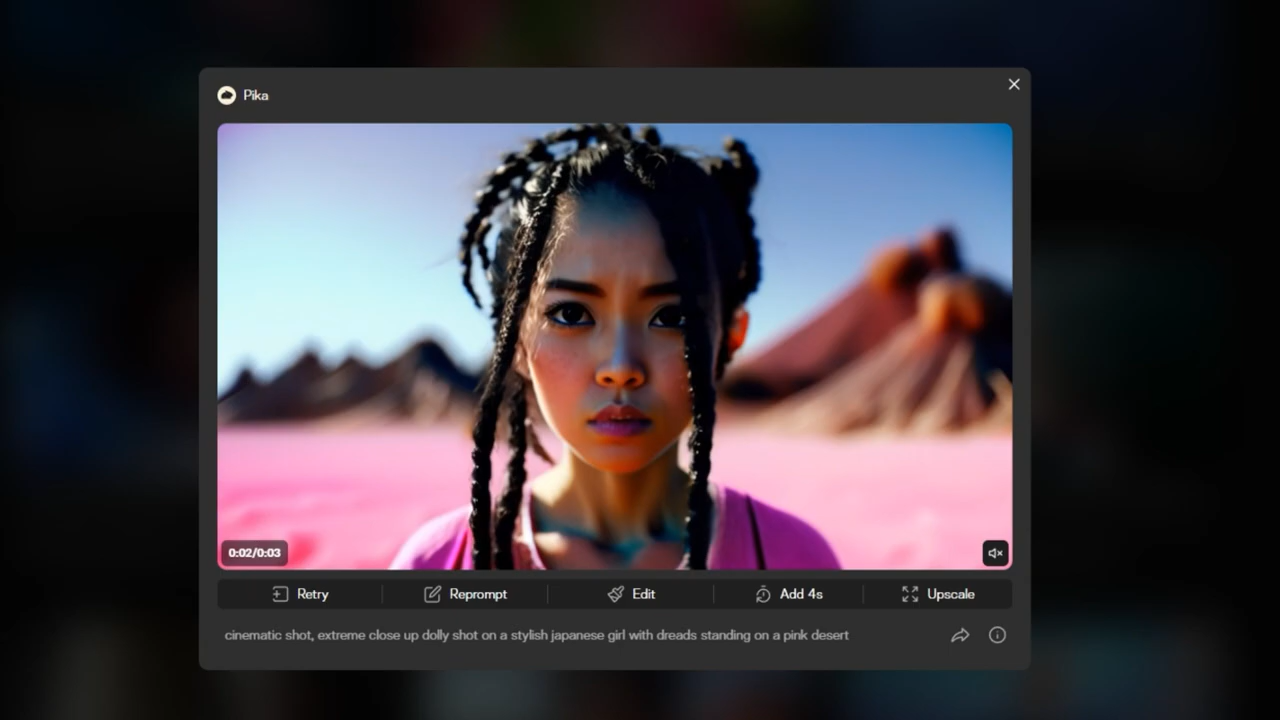 Pika
0:02/0:03
Retry
Reprompt
Edit
Add 4s
Upscale
cinematic shot, extreme close up dolly shot on a stylish japanese girl with dreads standing on a pink desert